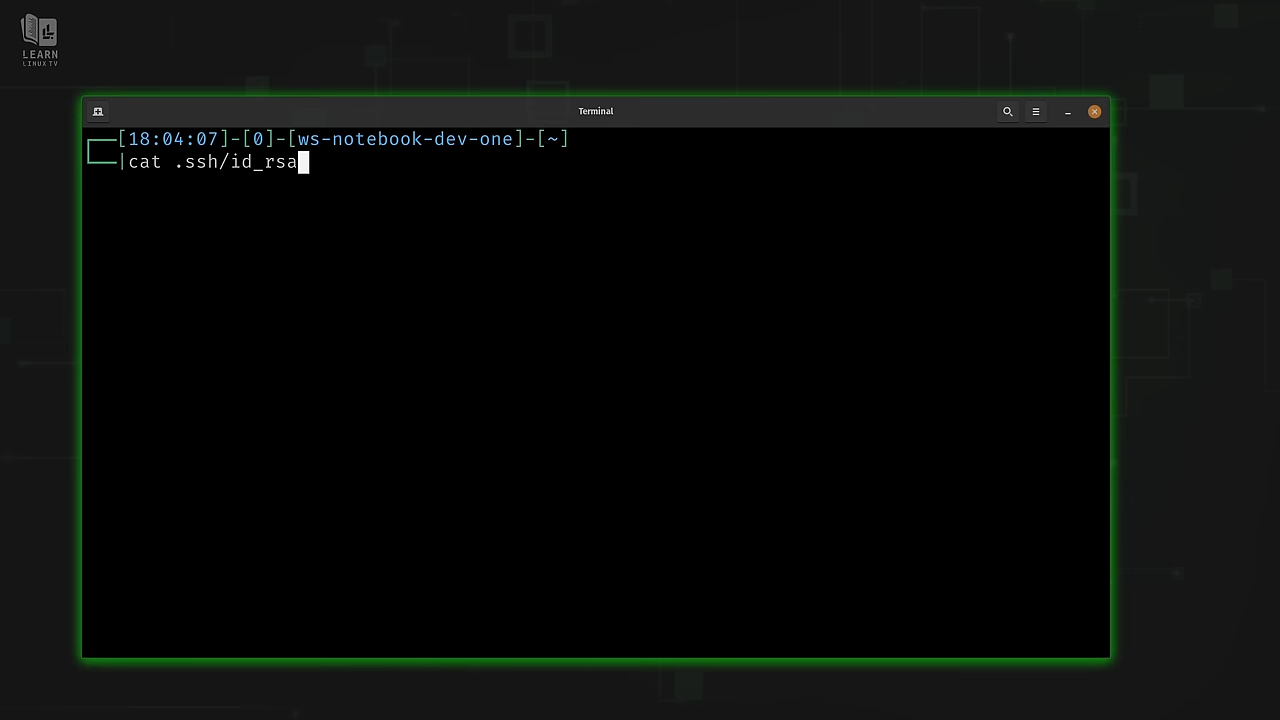 LEARN
LINUX TV
Terminal
[18:04:07]-[0]-[ws-notebook-dev-one]-[~]
|cat .ssh/id_rsa